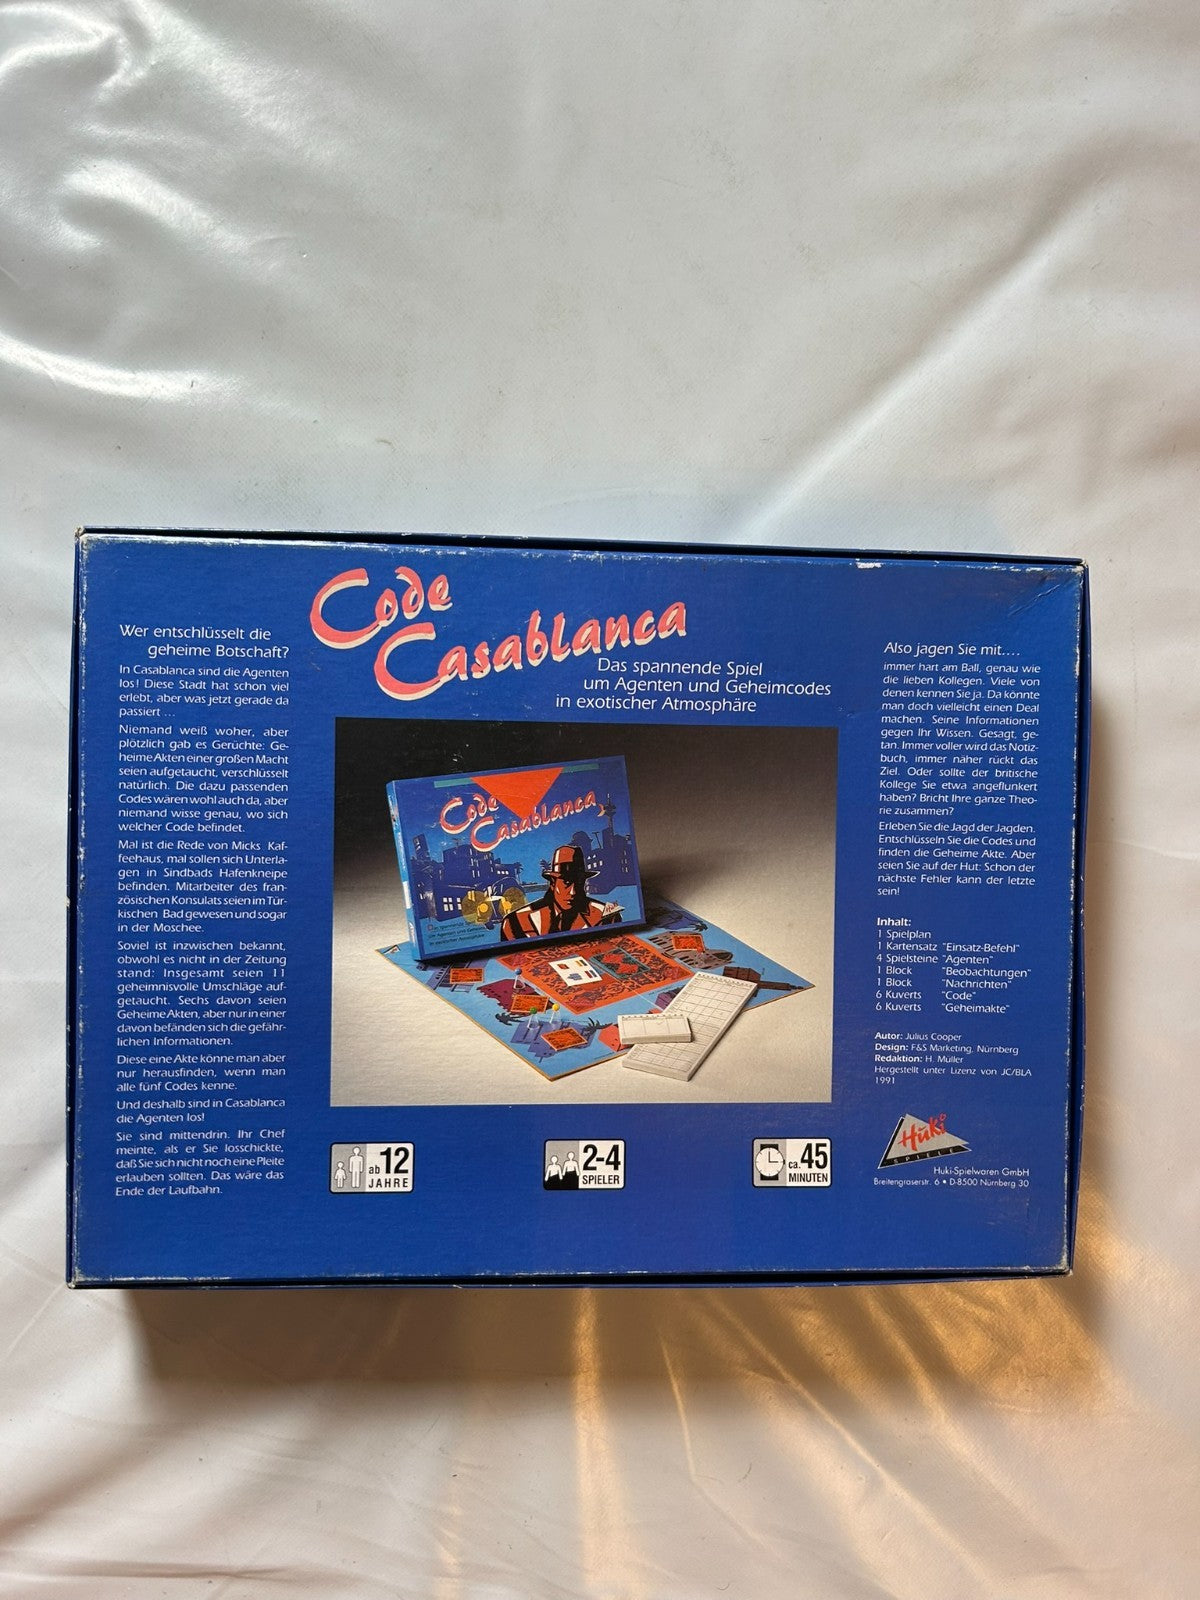 Code
Casablanca
Das spannende Spiel
um Agenten und Geheimcodes
in exotischer Atmosphäre
Wer entschlüsselt die
geheime Botschaft?
In Casablanca sind die Agenten
los! Diese Stadt hat schon viel
erlebt, aber was jetzt gerade da
passiert ...
Niemand weiß woher, aber
plötzlich gab es Gerüchte: Ge-
heime Akten einer großen Macht
seien aufgetaucht, verschlüsselt
natürlich. Die dazu passenden
Codes wären wohl auch da, aber
niemand wisse genau, wo sich
welcher Code befindet.
Mal ist die Rede von Micks Kaf-
feehaus, mal sollen sich Unterla-
gen in Sindbads Hafenkneipe
befinden. Mitarbeiter des fran-
zösischen Konsulats seien im Tür-
kischen Bad gewesen und sogar
in der Moschee.
Soviel ist inzwischen bekannt,
obwohl es nicht in der Zeitung
stand: Insgesamt seien 11
geheimnisvolle Umschläge auf-
getaucht. Sechs davon seien
Geheime Akten, aber nur in einer
davon befänden sich die gefähr-
lichen Informationen.
Diese eine Akte könne man aber
nur herausfinden, wenn man
alle fünf Codes kenne.
Und deshalb sind in Casablanca
die Agenten los!
Sie sind mittendrin. Ihr Chef
meinte, als er Sie losschickte,
daß Sie sich nicht noch eine Pleite
erlauben sollten. Das wäre das
Ende der Laufbahn.
Code
Casablanca
Das spannende Spiel
um Agenten und Geheimcodes
in exotischer Atmosphäre
Huki
ab 12
JAHRE
2-4
SPIELER
ca. 45
MINUTEN
Also jagen Sie mit....
immer hart am Ball, genau wie
die lieben Kollegen. Viele von
denen kennen Sie ja. Da könnte
man doch vielleicht einen Deal
machen. Seine Informationen
gegen Ihr Wissen. Gesagt, ge-
tan. Immer voller wird das Notiz-
buch, immer näher rückt das
Ziel. Oder sollte der britische
Kollege Sie etwa angeflunkert
haben? Bricht Ihre ganze Theo-
rie zusammen?
Erleben Sie die Jagd der Jagden.
Entschlüsseln Sie die Codes und
finden die Geheime Akte. Aber
seien Sie auf der Hut: Schon der
nächste Fehler kann der letzte
sein!
Inhalt:
1 Spielplan
1 Kartensatz "Einsatz-Befehl"
4 Spielsteine "Agenten"
1 Block "Beobachtungen"
1 Block "Nachrichten"
6 Kuverts "Code"
6 Kuverts "Geheimakte"
Autor: Julius Cooper
Design: F&S Marketing, Nürnberg
Redaktion: H. Müller
Hergestellt unter Lizenz von JC/BLA
1991
Huki
SPIELE
Huki-Spielwaren GmbH
Breitengraserstr. 6 • D-8500 Nürnberg 30